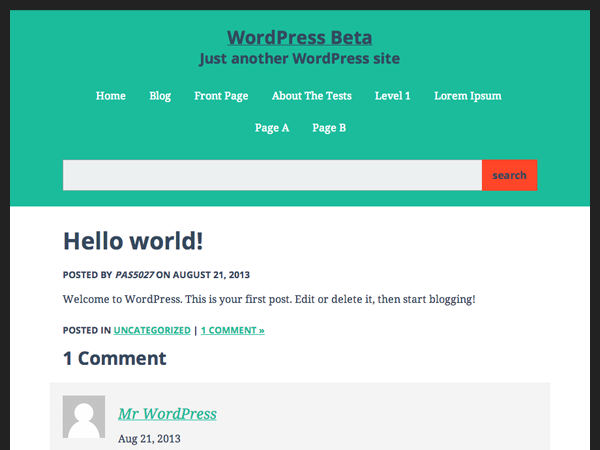 WordPress Beta
Just another WordPress site
Home Blog Front Page About The Tests Level 1 Lorem Ipsum
Page A Page B
search
Hello world!
POSTED BY PAS5027 ON AUGUST 21, 2013
Welcome to WordPress. This is your first post. Edit or delete it, then start blogging!
POSTED IN UNCATEGORIZED | 1 COMMENT »
1 Comment
Mr WordPress
Aug 21, 2013